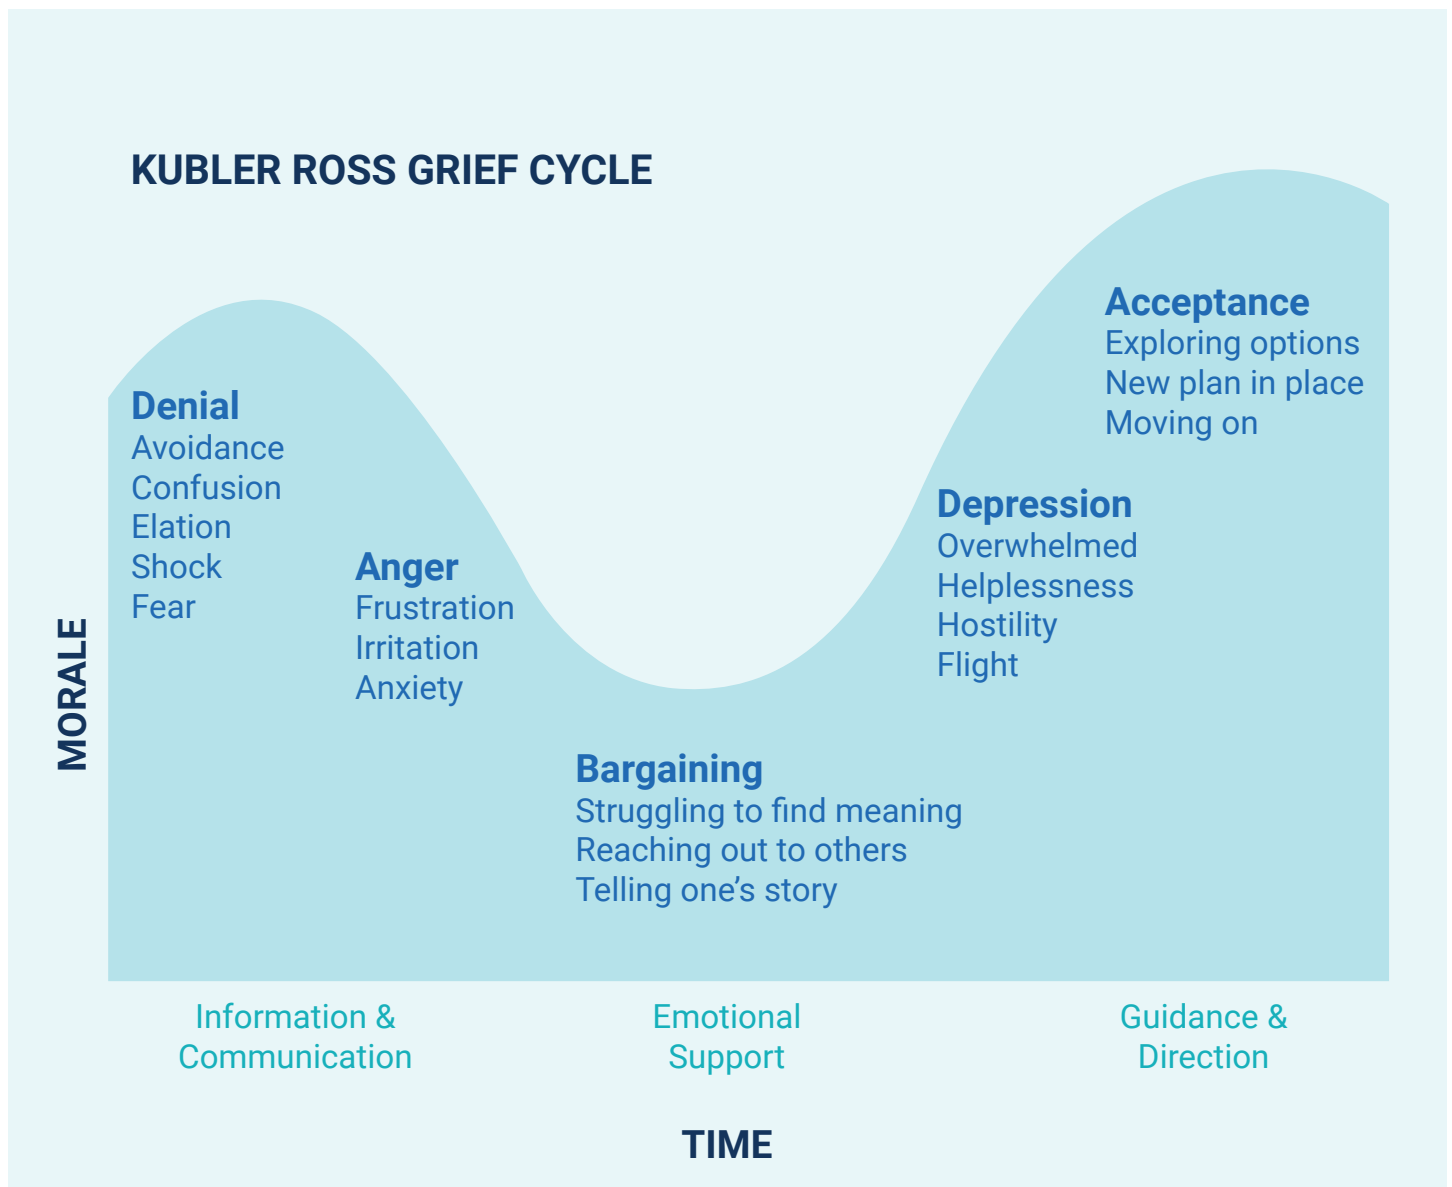 KUBLER ROSS GRIEF CYCLE
MORALE
Denial
Avoidance
Confusion
Elation
Shock
Fear
Anger
Frustration
Irritation
Anxiety
Bargaining
Struggling to find meaning
Reaching out to others
Telling one’s story
Depression
Overwhelmed
Helplessness
Hostility
Flight
Acceptance
Exploring options
New plan in place
Moving on
Information &
Communication
Emotional
Support
Guidance &
Direction
TIME